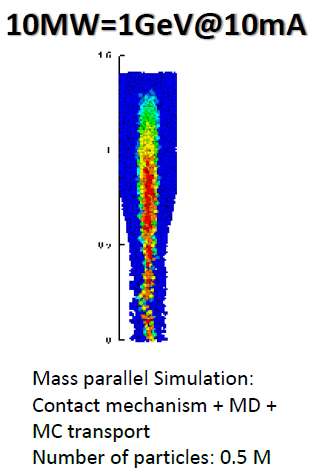 10MW=1GeV@10mA
Mass parallel Simulation:
Contact mechanism + MD +
MC transport
Number of particles: 0.5 M